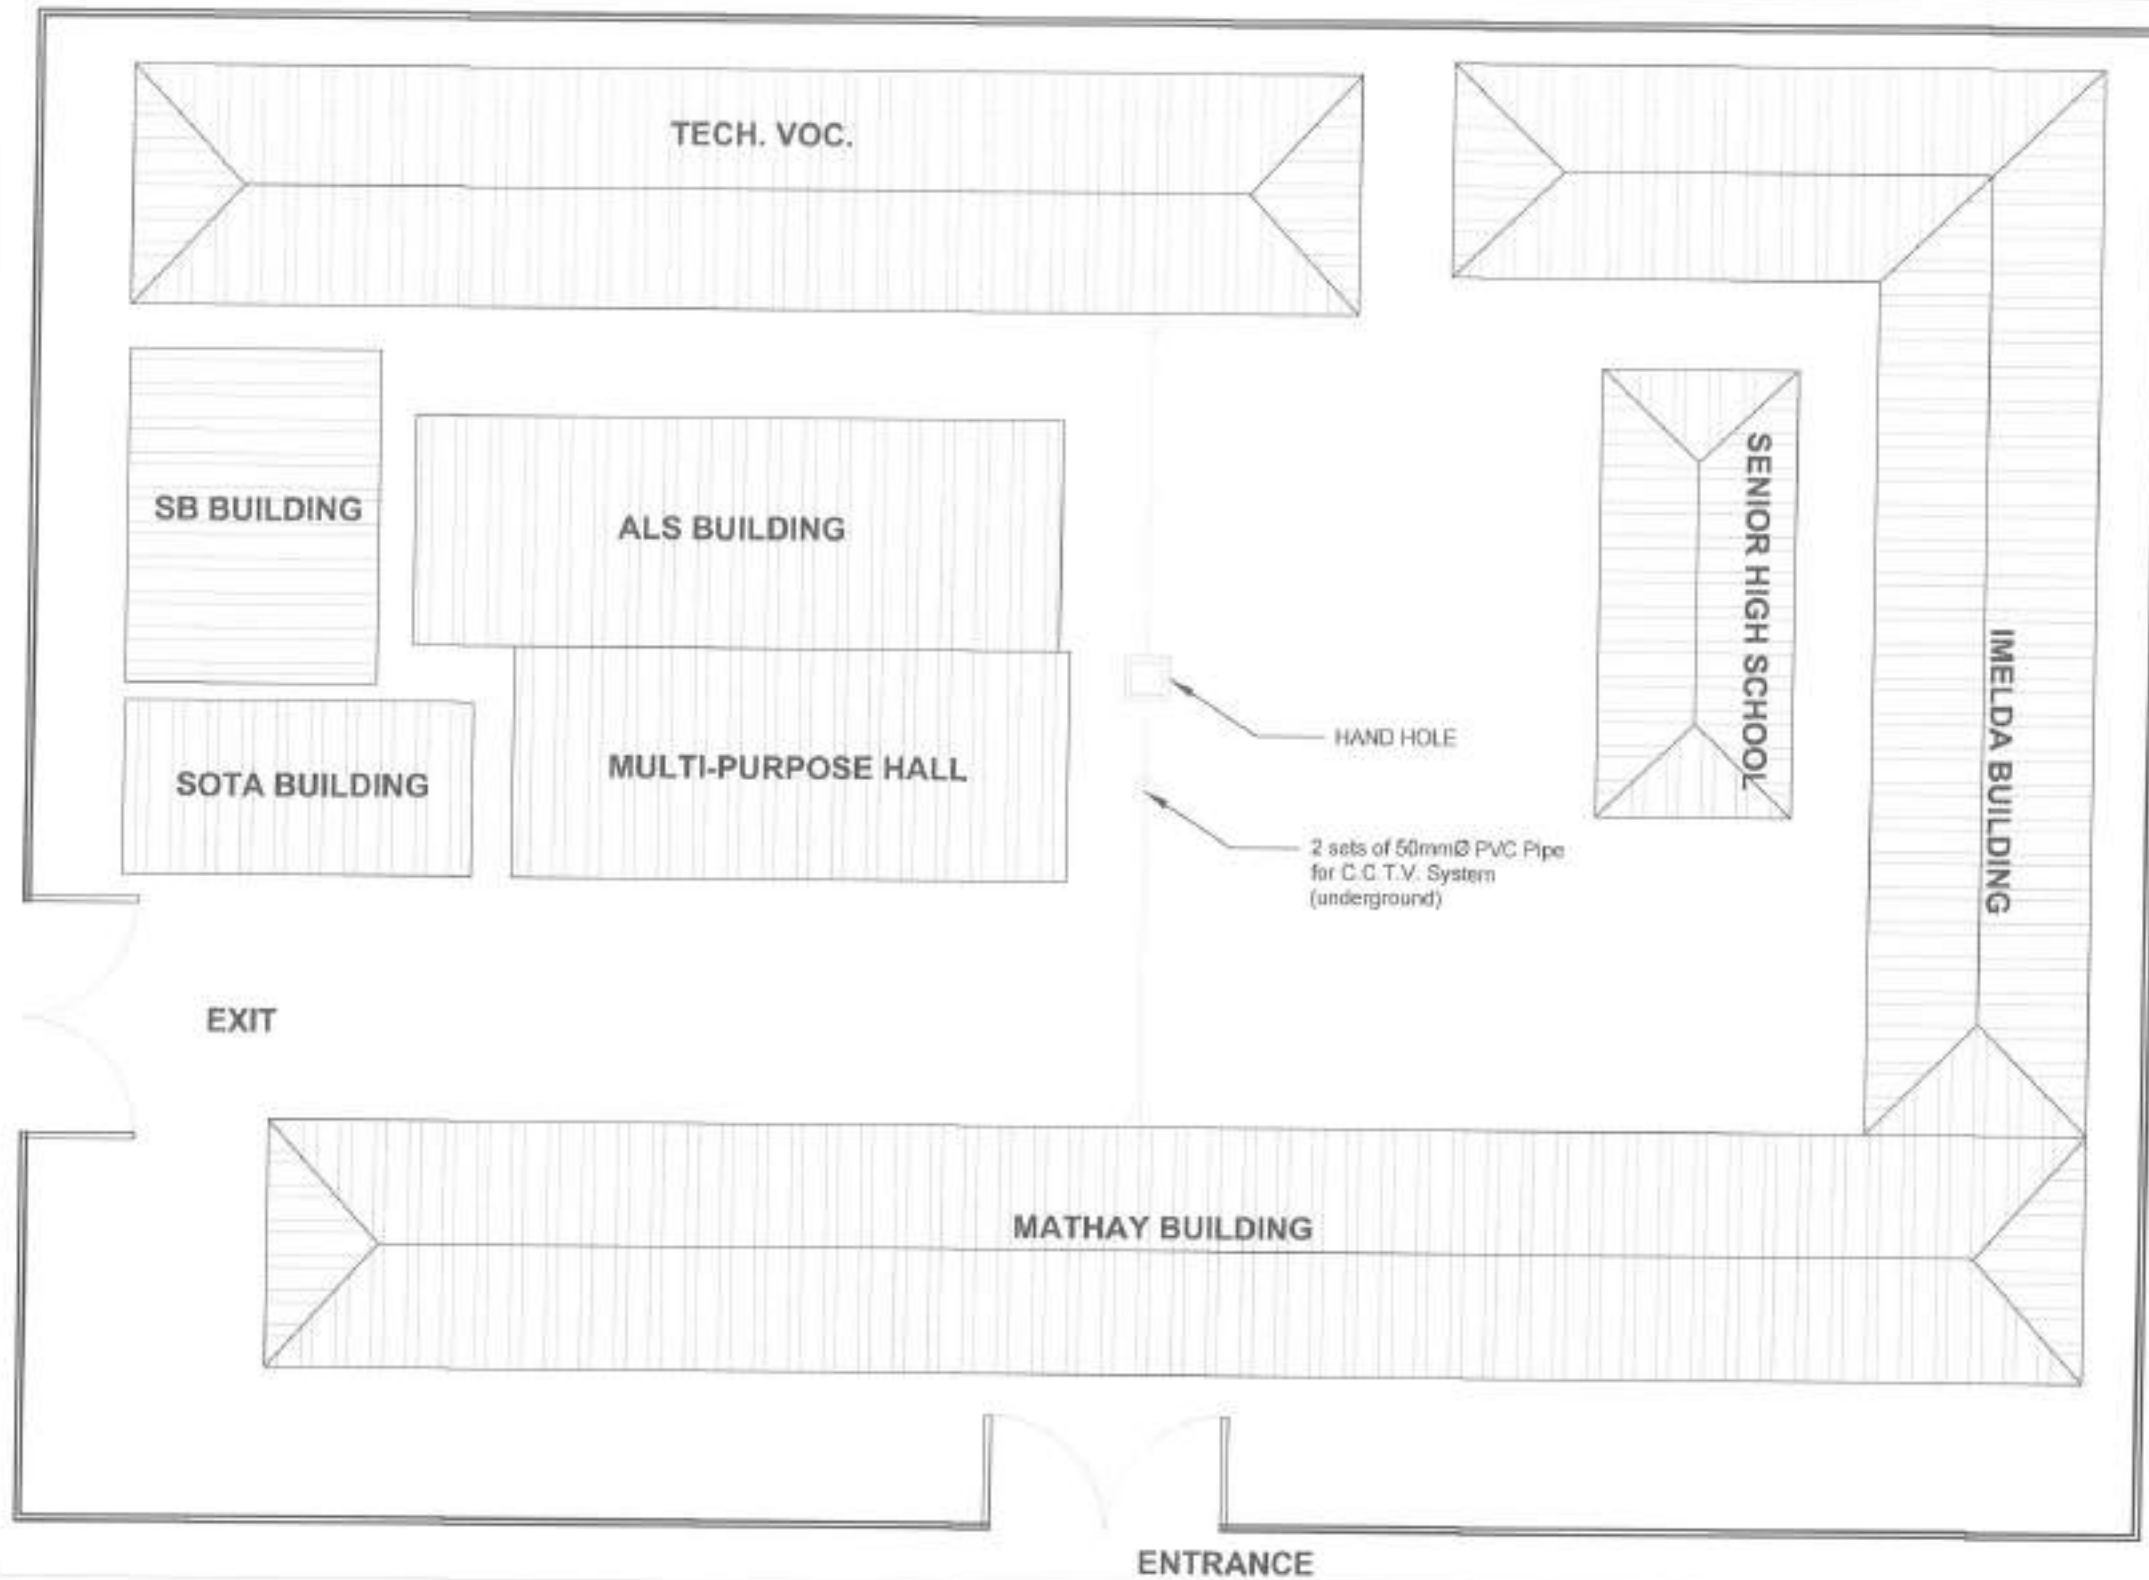 TECH. VOC.
SB BUILDING
ALS BUILDING
SENIOR HIGH SCHOOL
IMELDA BUILDING
HAND HOLE
SOTA BUILDING
MULTI-PURPOSE HALL
2 sets of 50mmØ PVC Pipe
for C.C T.V. System
(underground)
EXIT
MATHAY BUILDING
ENTRANCE